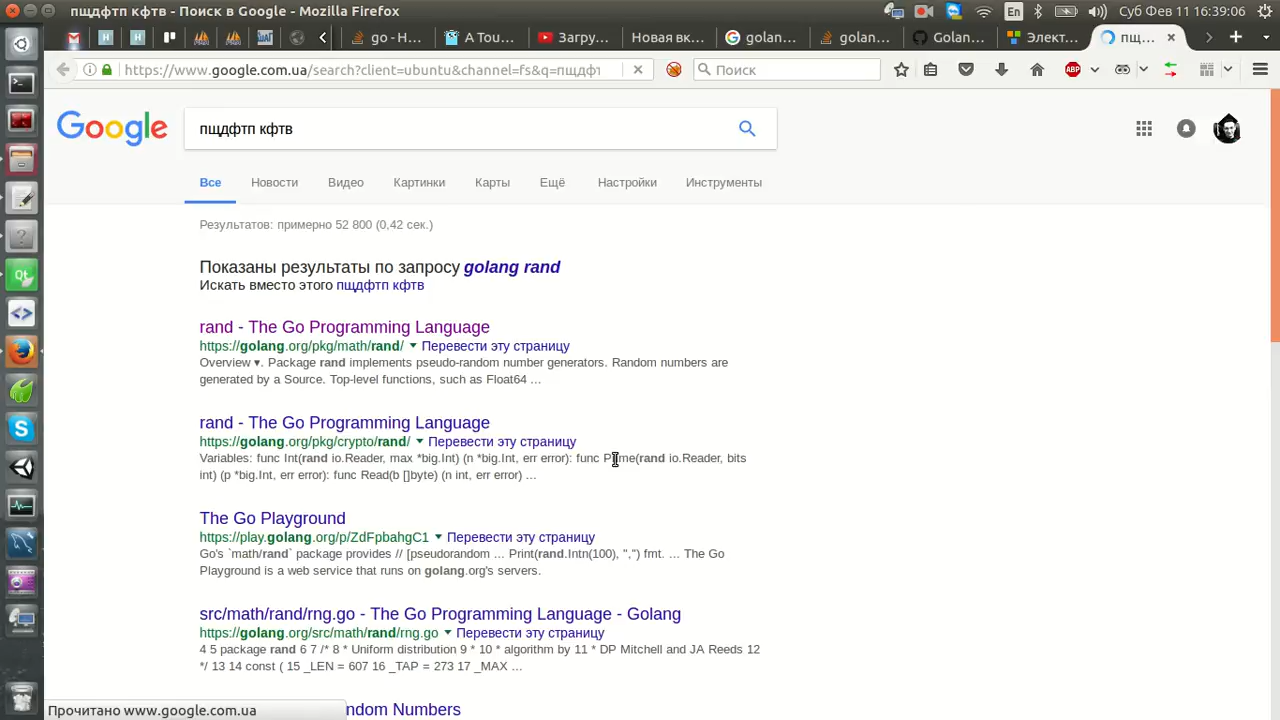 пщдфтп кфтв - Поиск в Google - Mozilla Firefox
En
Суб Фев 11 16:39:06
go - H...
A Tou...
Загру...
Новая вк...
golan...
golan...
Golan...
Элект...
пщ...
https://www.google.com.ua/search?client=ubuntu&channel=fs&q=пщдфт
Поиск
ABP
Google
пщдфтп кфтв
Все
Новости
Видео
Картинки
Карты
Ещё
Настройки
Инструменты
Результатов: примерно 52 800 (0,42 сек.)
Показаны результаты по запросу golang rand
Искать вместо этого пщдфтп кфтв
rand - The Go Programming Language
https://golang.org/pkg/math/rand/ Перевести эту страницу
Overview ▾. Package rand implements pseudo-random number generators. Random numbers are
generated by a Source. Top-level functions, such as Float64 ...
rand - The Go Programming Language
https://golang.org/pkg/crypto/rand/ Перевести эту страницу
Variables: func Int(rand io.Reader, max *big.Int) (n *big.Int, err error): func Prime(rand io.Reader, bits
int) (p *big.Int, err error): func Read(b []byte) (n int, err error) ...
The Go Playground
https://play.golang.org/p/ZdFpbahgC1 Перевести эту страницу
Go's `math/rand` package provides // [pseudorandom ... Print(rand.Intn(100), ",") fmt. ... The Go
Playground is a web service that runs on golang.org's servers.
src/math/rand/rng.go - The Go Programming Language - Golang
https://golang.org/src/math/rand/rng.go Перевести эту страницу
4 5 package rand 6 7 /* 8 * Uniform distribution 9 * 10 * algorithm by 11 * DP Mitchell and JA Reeds 12
*/ 13 14 const ( 15 _LEN = 607 16 _TAP = 273 17 _MAX ...
ndom Numbers
Прочитано www.google.com.ua